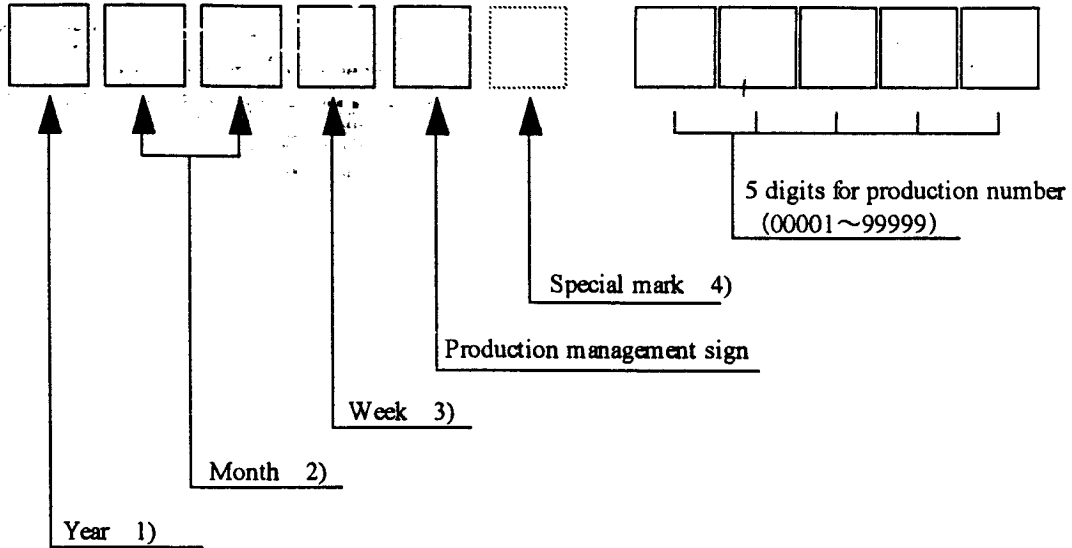 5 digits for production number
(00001～99999)
Special mark 4)
Production management sign
Week 3)
Month 2)
Year 1)